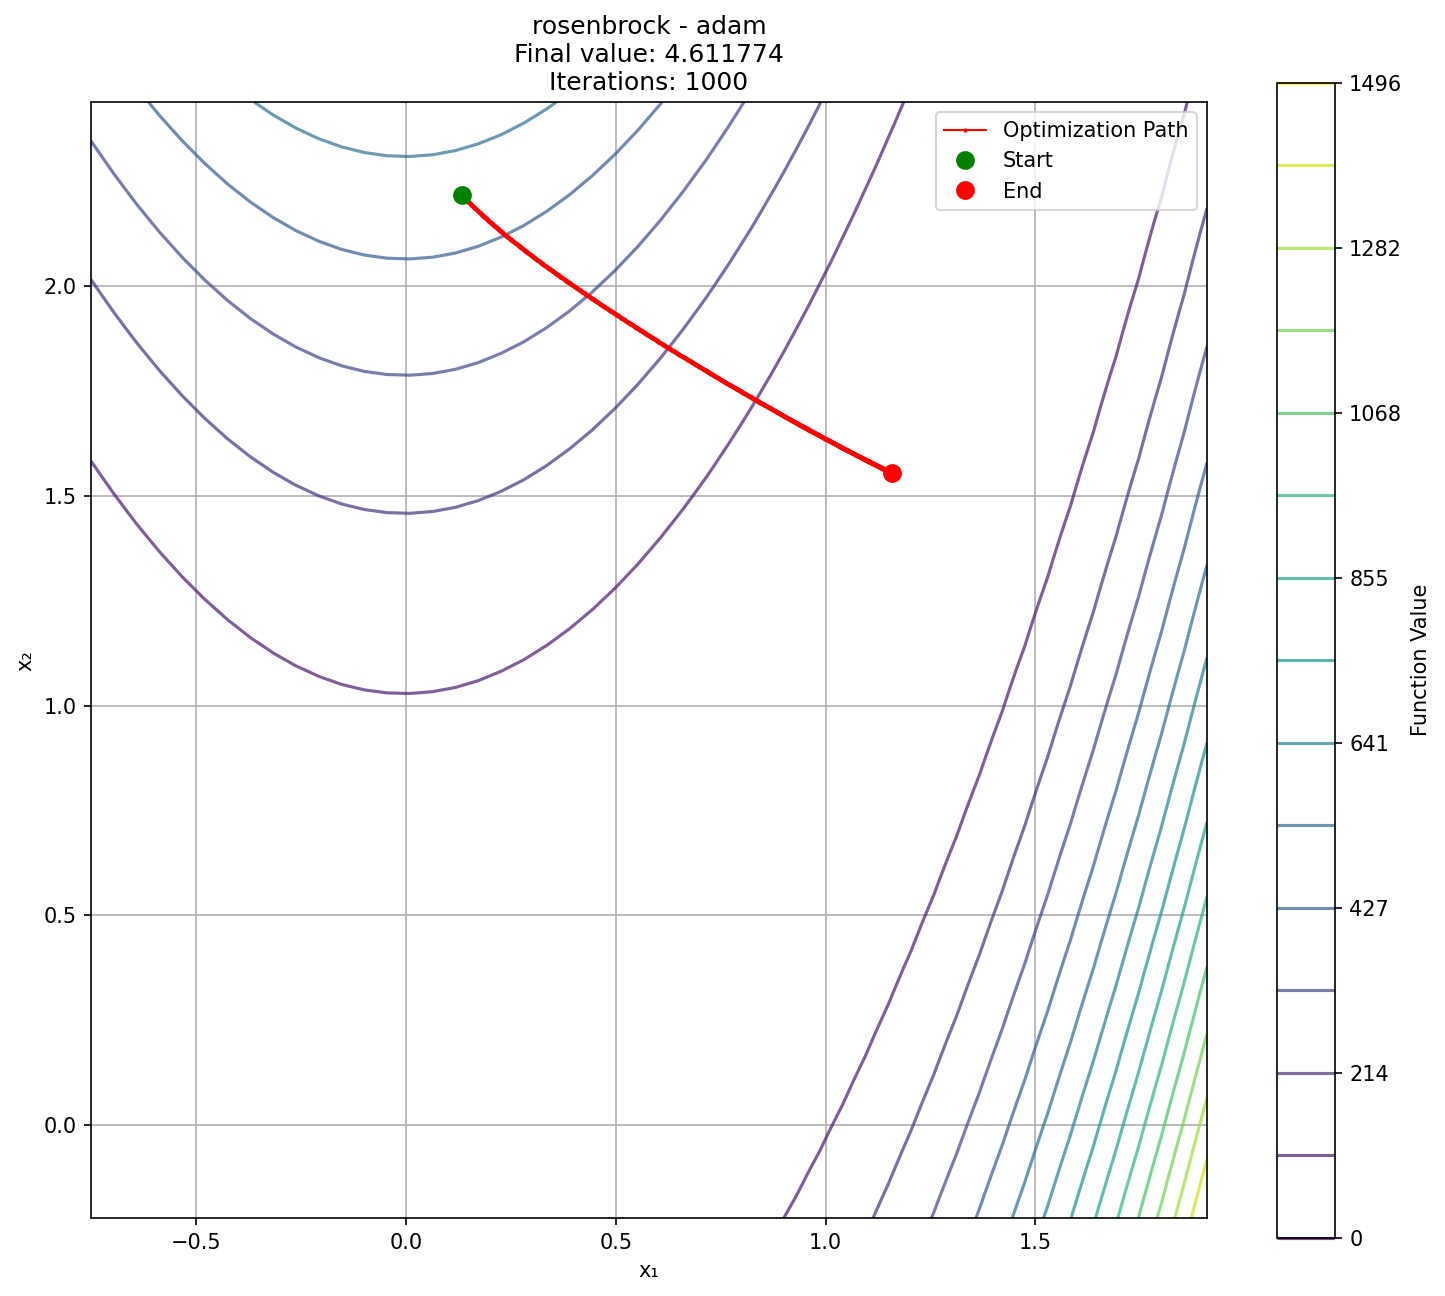 rosenbrock - adam
Final value: 4.611774
Iterations: 1000
Optimization Path
Start
End
2.0
1.5
1.0
0.5
0.0
x₂
−0.5
0.0
0.5
1.0
1.5
x₁
1496
1282
1068
855
641
427
214
0
Function Value